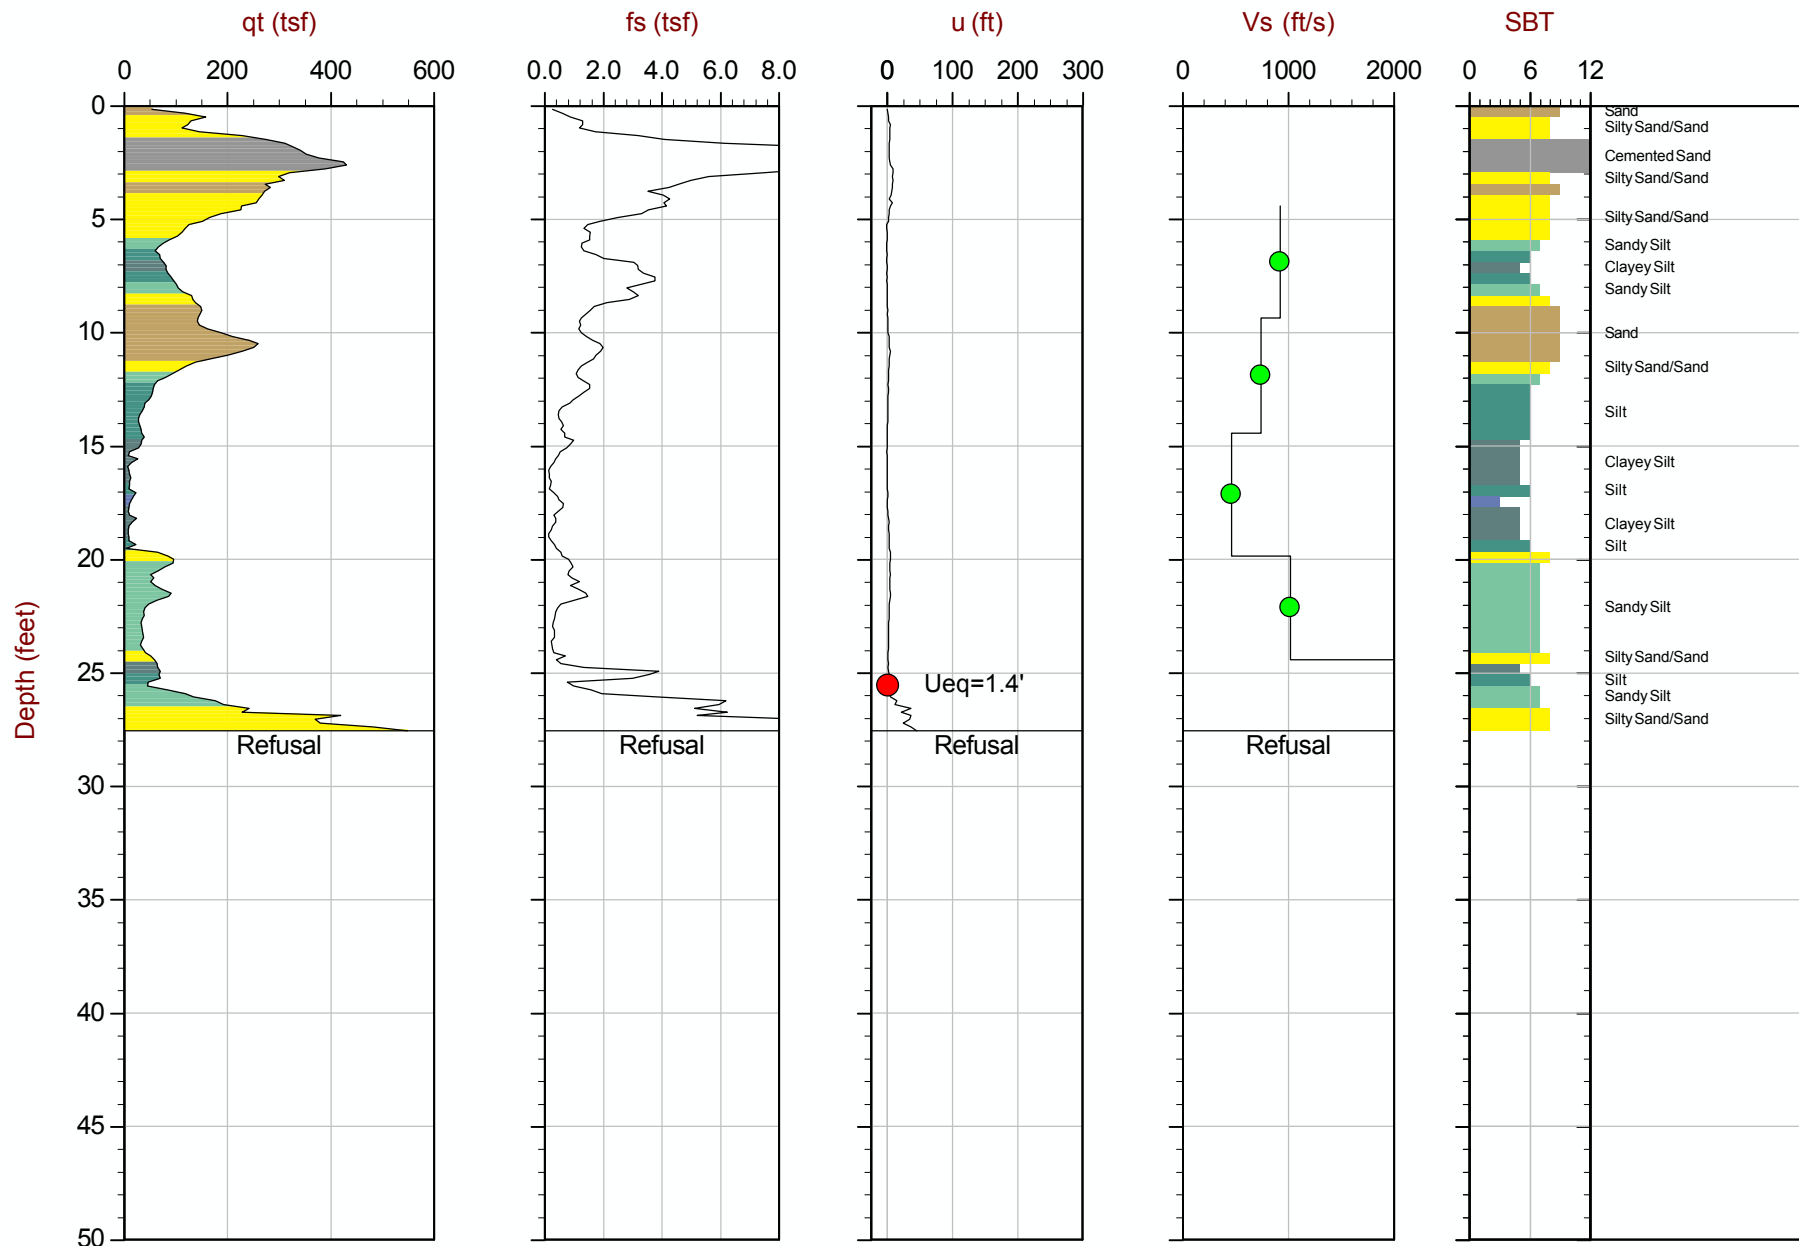 qt (tsf) fs (tsf) u (ft) Vs (ft/s) SBT
0 200 400 600 0.0 2.0 4.0 6.0 8.0 0 100 200 300 0 1000 2000 0 6 12
0
Sand
Silty Sand/Sand
Cemented Sand
Silty Sand/Sand
5
Silty Sand/Sand
Sandy Silt
Clayey Silt
Sandy Silt
10
Sand
Silty Sand/Sand
Silt
15
Clayey Silt
Silt
Clayey Silt
Silt
20
Sandy Silt
Silty Sand/Sand
25
Silt
Ueq=1.4'
Sandy Silt
Silty Sand/Sand
Refusal Refusal Refusal Refusal
Depth (feet)
30
35
40
45
50